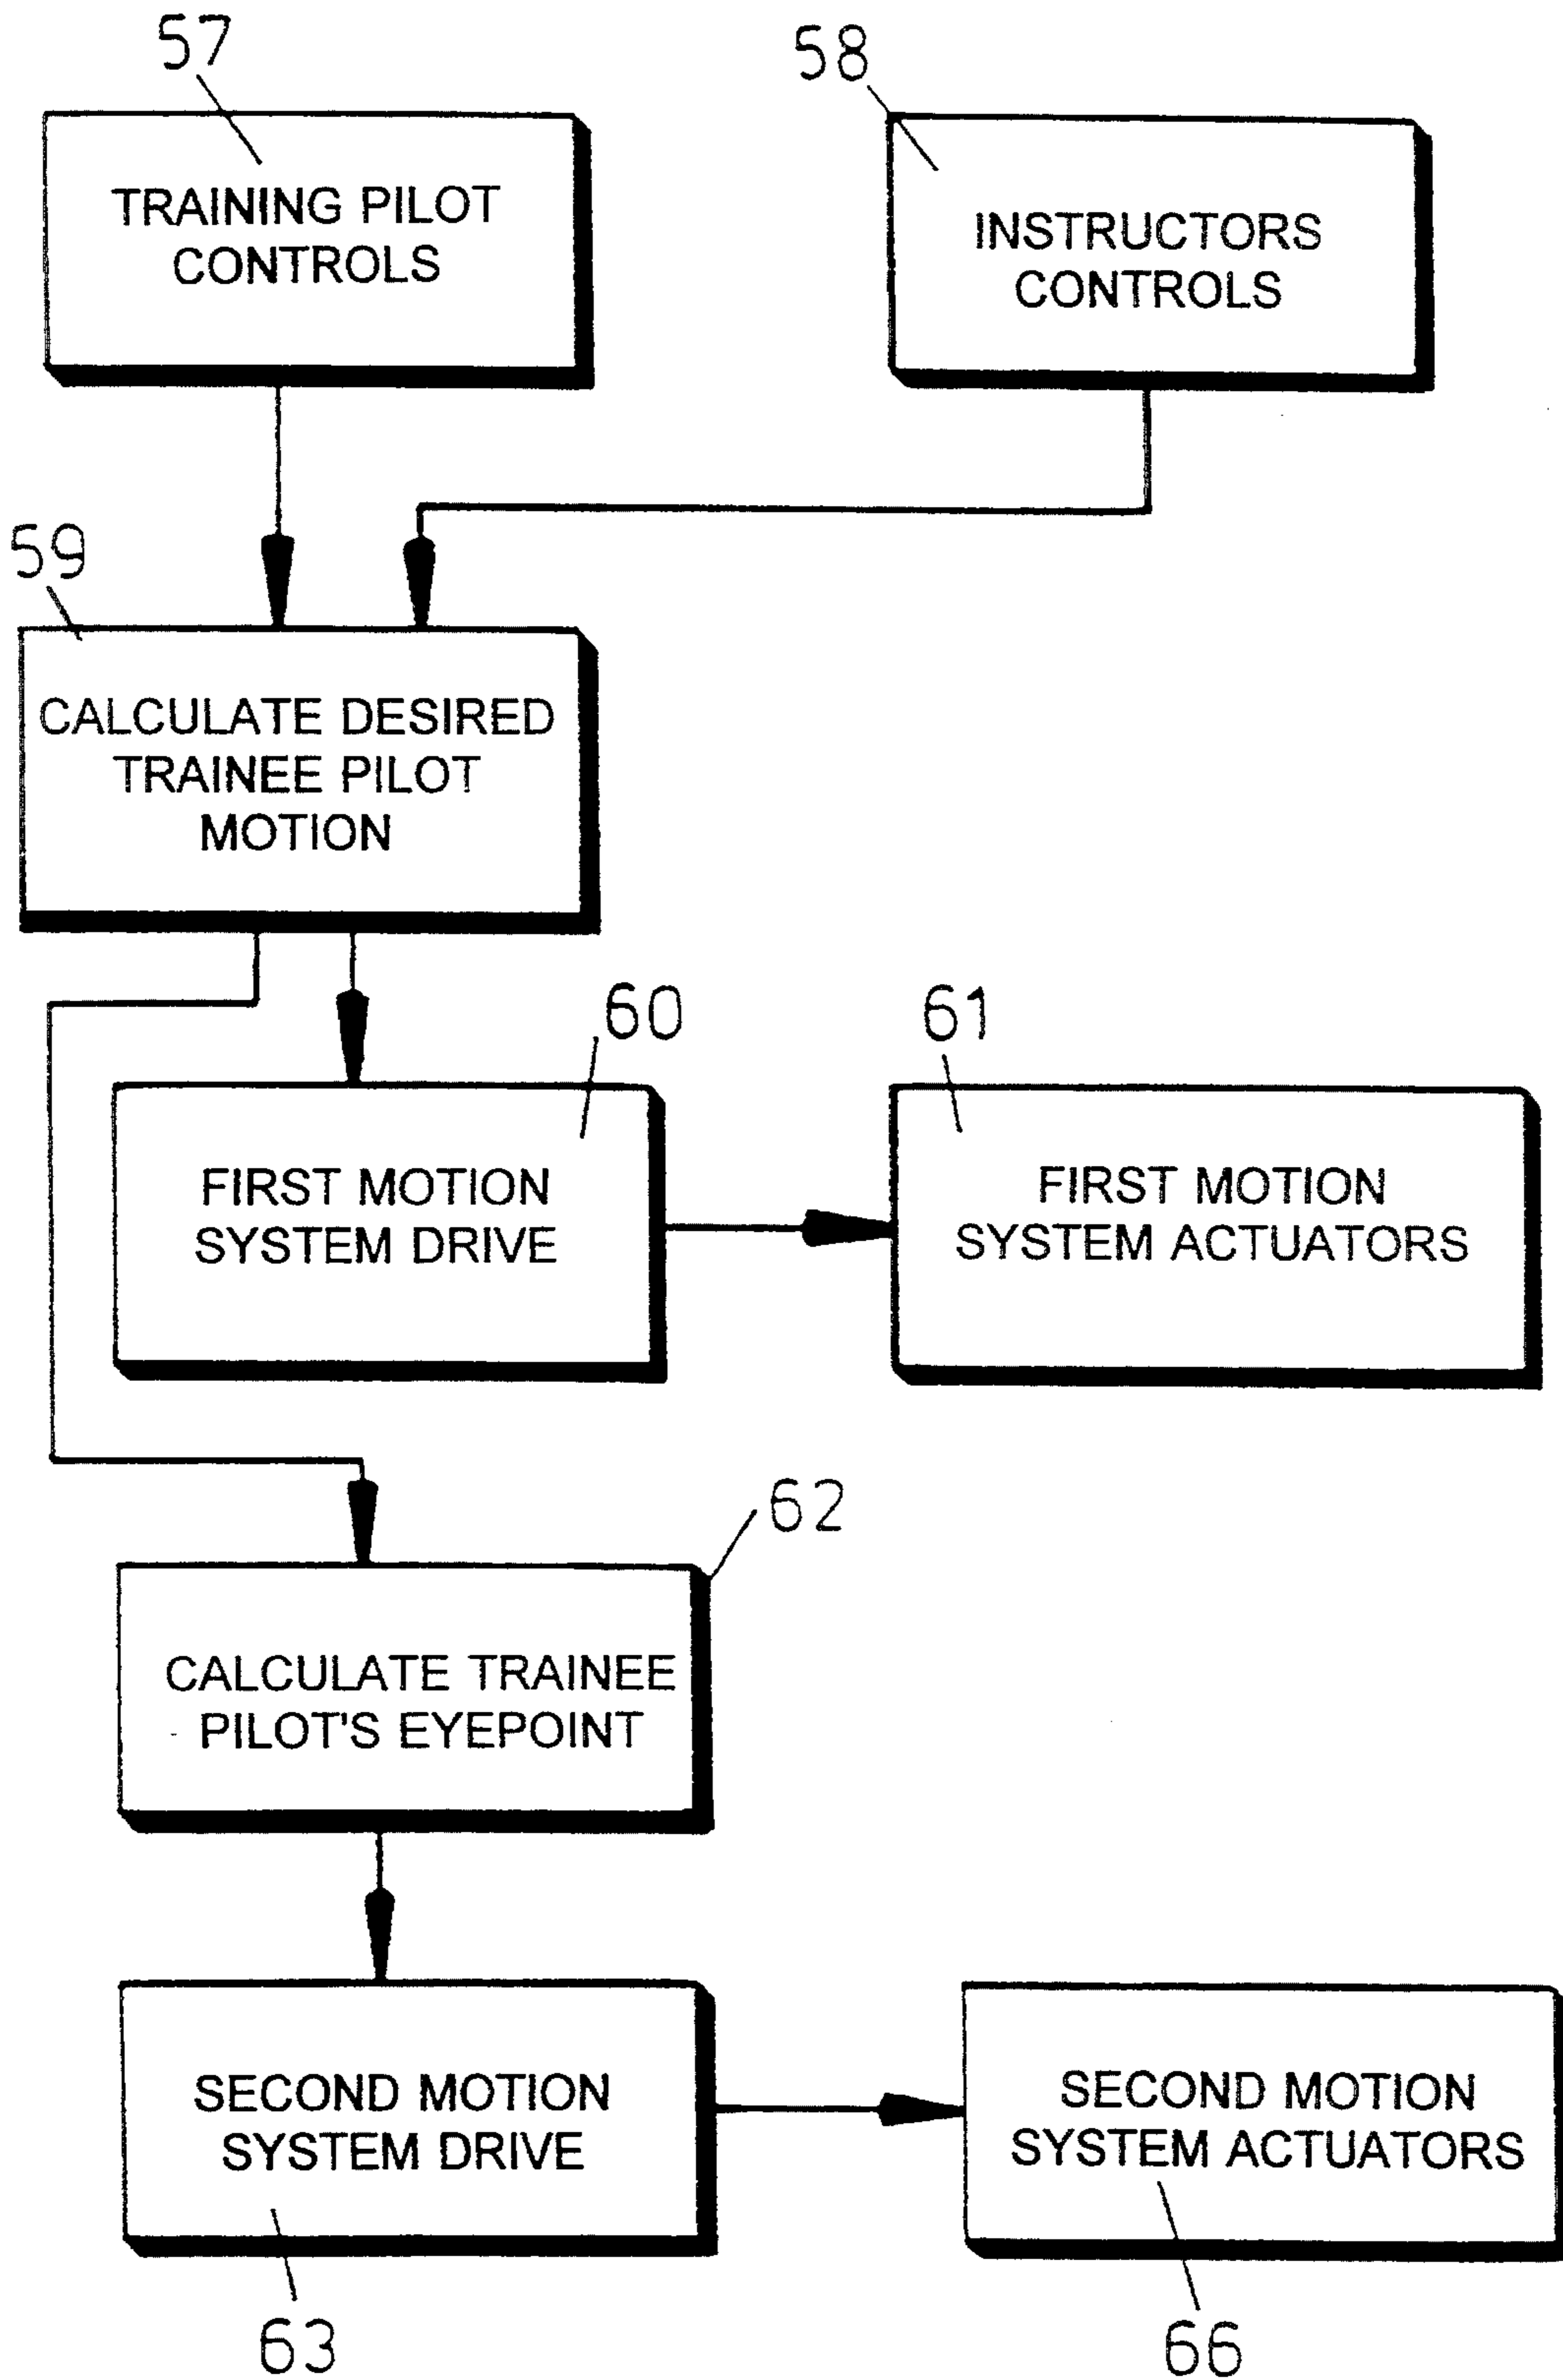 57
58
TRAINING PILOT
CONTROLS
INSTRUCTORS
CONTROLS
59
CALCULATE DESIRED
TRAINEE PILOT
MOTION
60
61
FIRST MOTION
SYSTEM DRIVE
FIRST MOTION
SYSTEM ACTUATORS
62
CALCULATE TRAINEE
PILOT'S EYEPOINT
SECOND MOTION
SYSTEM DRIVE
SECOND MOTION
SYSTEM ACTUATORS
63
66